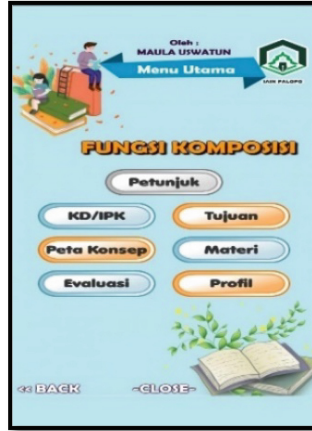 Oleh :
MAULA USWATUN
Menu Utama
IAIN PALOPO
FUNGSI KOMPOSISI
Petunjuk
KD/IPK
Tujuan
Peta Konsep
Materi
Evaluasi
Profil
<< BACK
-CLOSE-